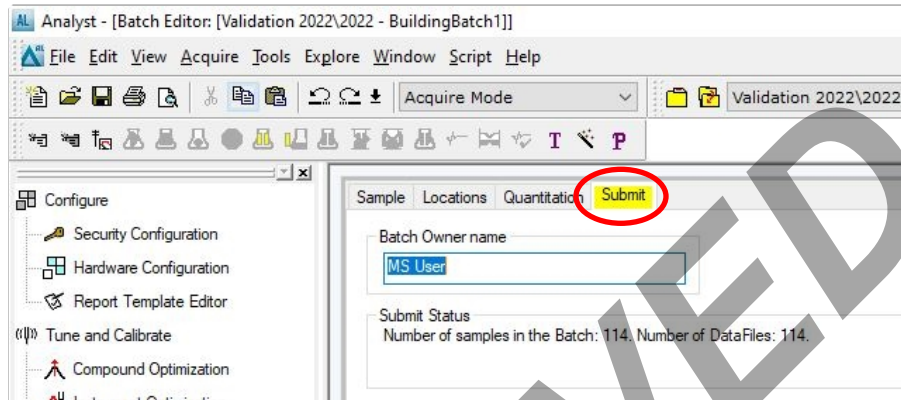 Analyst - [Batch Editor: [Validation 2022\2022 - BuildingBatch1]]
File Edit View Acquire Tools Explore Window Script Help
Acquire Mode
Validation 2022\2022
T P
Sample Locations Quantitation Submit
Configure
Security Configuration
Hardware Configuration
Report Template Editor
Tune and Calibrate
Compound Optimization
Batch Owner name
MS User
Submit Status
Number of samples in the Batch: 114. Number of DataFiles: 114.
VED